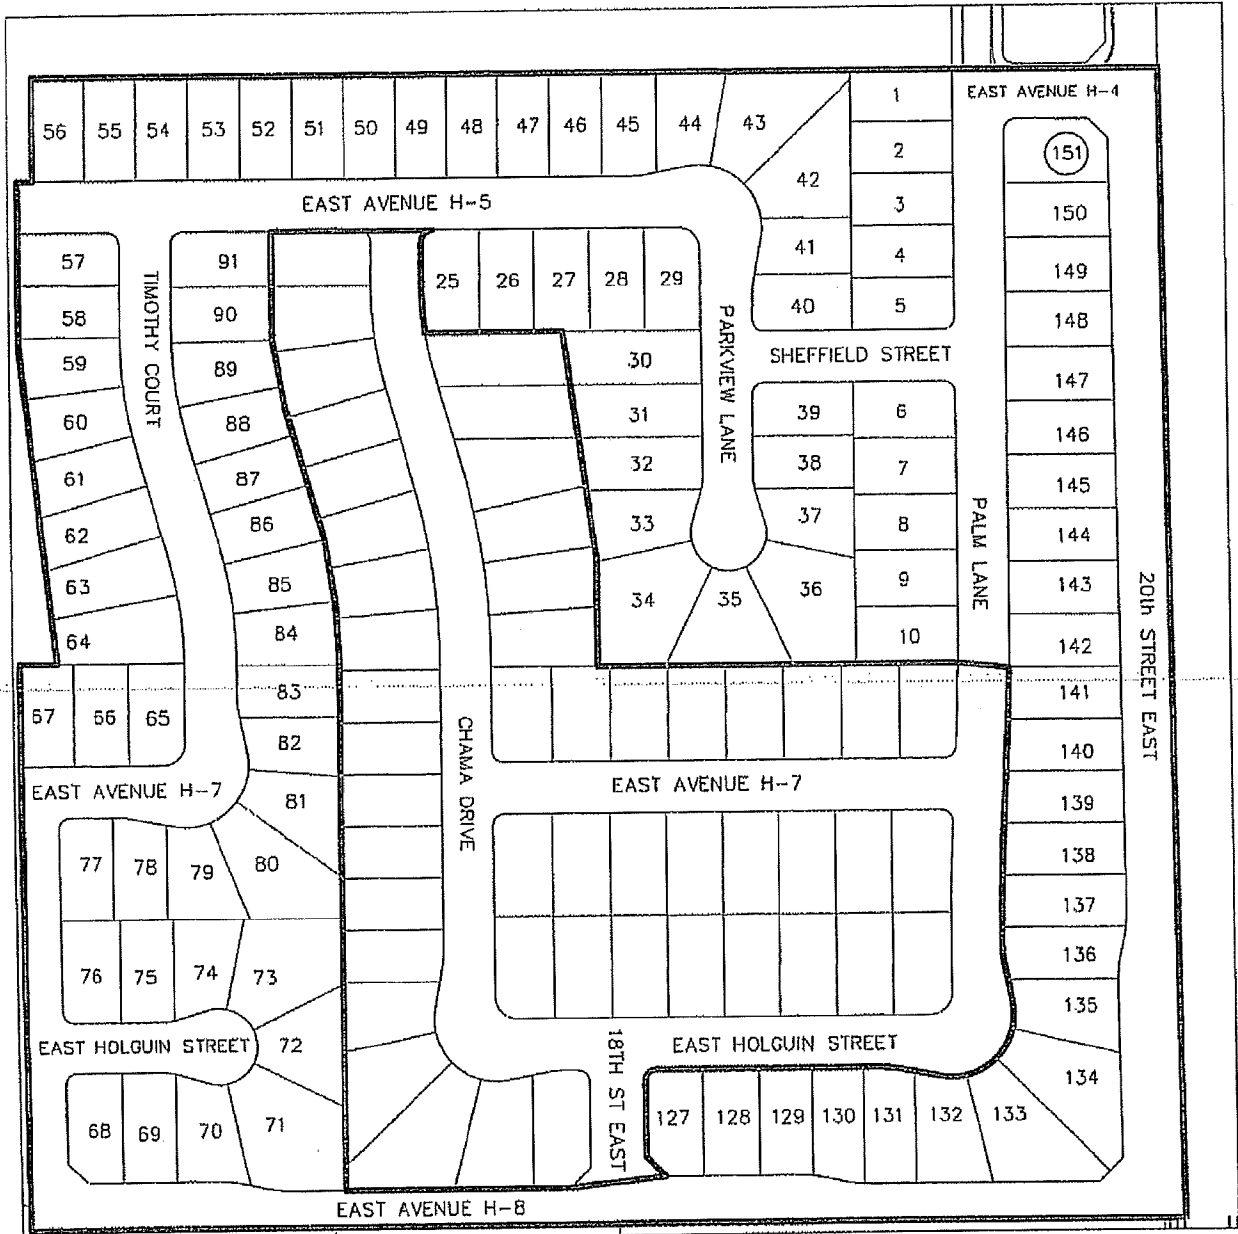 EAST AVENUE H-4
56 55 54 53 52 51 50 49 48 47 46 45 44 43
1
2
3
4
5
42
41
40
151
150
149
148
147
146
145
144
143
142
141
140
139
138
137
136
135
134
EAST AVENUE H-5
57
58
59
60
61
62
63
64
TIMOTHY COURT
91
90
89
88
87
86
85
84
83
82
81
80
25 26 27 28 29
30
31
32
33
34
35
36
37
38
39
PARKVIEW LANE
SHEFFIELD STREET
6
7
8
9
10
PALM LANE
20th STREET EAST
67 66 65
CHAMA DRIVE
EAST AVENUE H-7
EAST AVENUE H-7
77 78 79
76 75 74 73
72
EAST HOLGUIN STREET
EAST HOLGUIN STREET
18TH ST EAST
68 69 70 71
127 128 129 130 131 132 133
EAST AVENUE H-8